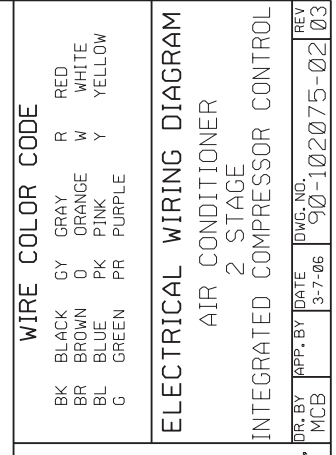 WIRE COLOR CODE
BK BLACK GY GRAY R RED
BR BROWN O ORANGE W WHITE
BL BLUE PK PINK Y YELLOW
G GREEN PR PURPLE
ELECTRICAL WIRING DIAGRAM
AIR CONDITIONER
2 STAGE
INTEGRATED COMPRESSOR CONTROL
DR. BY APP. BY DATE DWG. NO. REV
MCB 3-7-06 90-102075-02 03